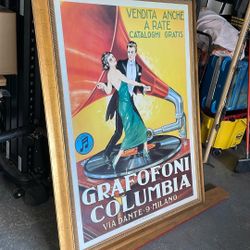 VENDITA ANCHE
A RATE
CATALOGHI GRATIS
GRAFOFONI
COLUMBIA
VIA DANTE·9·MILANO